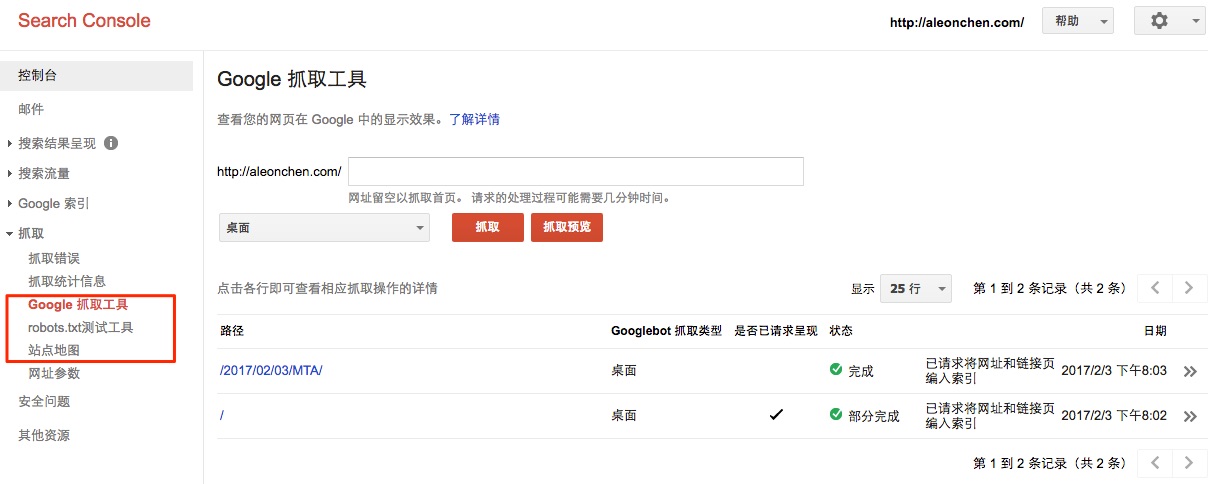 Search Console
http://aleonchen.com/
帮助
控制台
邮件
搜索结果呈现
搜索流量
Google 索引
抓取
抓取错误
抓取统计信息
Google 抓取工具
robots.txt测试工具
站点地图
网址参数
安全问题
其他资源
Google 抓取工具
查看您的网页在 Google 中的显示效果。了解详情
http://aleonchen.com/
网址留空以抓取首页。 请求的处理过程可能需要几分钟时间。
桌面
抓取
抓取预览
点击各行即可查看相应抓取操作的详情
显示 25 行 第 1 到 2 条记录（共 2 条）
路径 Googlebot 抓取类型 是否已请求呈现 状态 日期
/2017/02/03/MTA/ 桌面 完成 已请求将网址和链接页 2017/2/3 下午8:03
编入索引
/ 桌面 部分完成 已请求将网址和链接页 2017/2/3 下午8:02
编入索引
第 1 到 2 条记录（共 2 条）